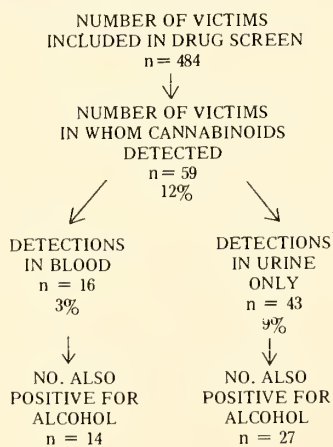 NUMBER OF VICTIMS
INCLUDED IN DRUG SCREEN
n = 484
NUMBER OF VICTIMS
IN WHOM CANNABINOIDS
DETECTED
n = 59
12%
DETECTIONS
IN BLOOD
n = 16
3%
NO. ALSO
POSITIVE FOR
ALCOHOL
n = 14
DETECTIONS
IN URINE
ONLY
n = 43
9%
NO. ALSO
POSITIVE FOR
ALCOHOL
n = 27